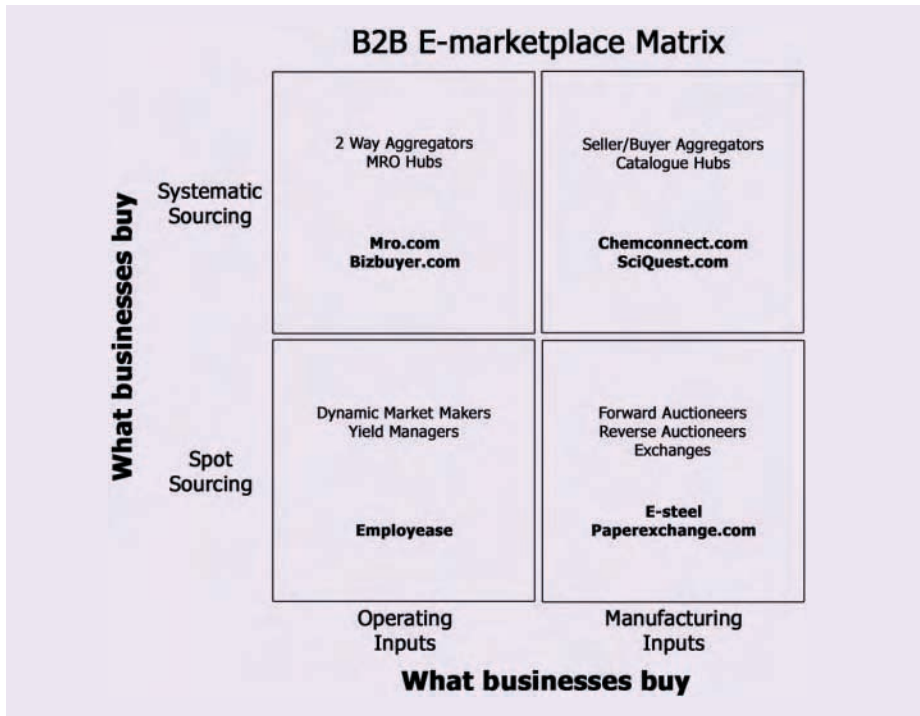 B2B E-marketplace Matrix
What businesses buy
Systematic
Sourcing
2 Way Aggregators
MRO Hubs
Mro.com
Bizbuyer.com
Seller/Buyer Aggregators
Catalogue Hubs
Chemconnect.com
SciQuest.com
Spot
Sourcing
Dynamic Market Makers
Yield Managers
Employease
Forward Auctioneers
Reverse Auctioneers
Exchanges
E-steel
Paperexchange.com
Operating
Inputs
Manufacturing
Inputs
What businesses buy